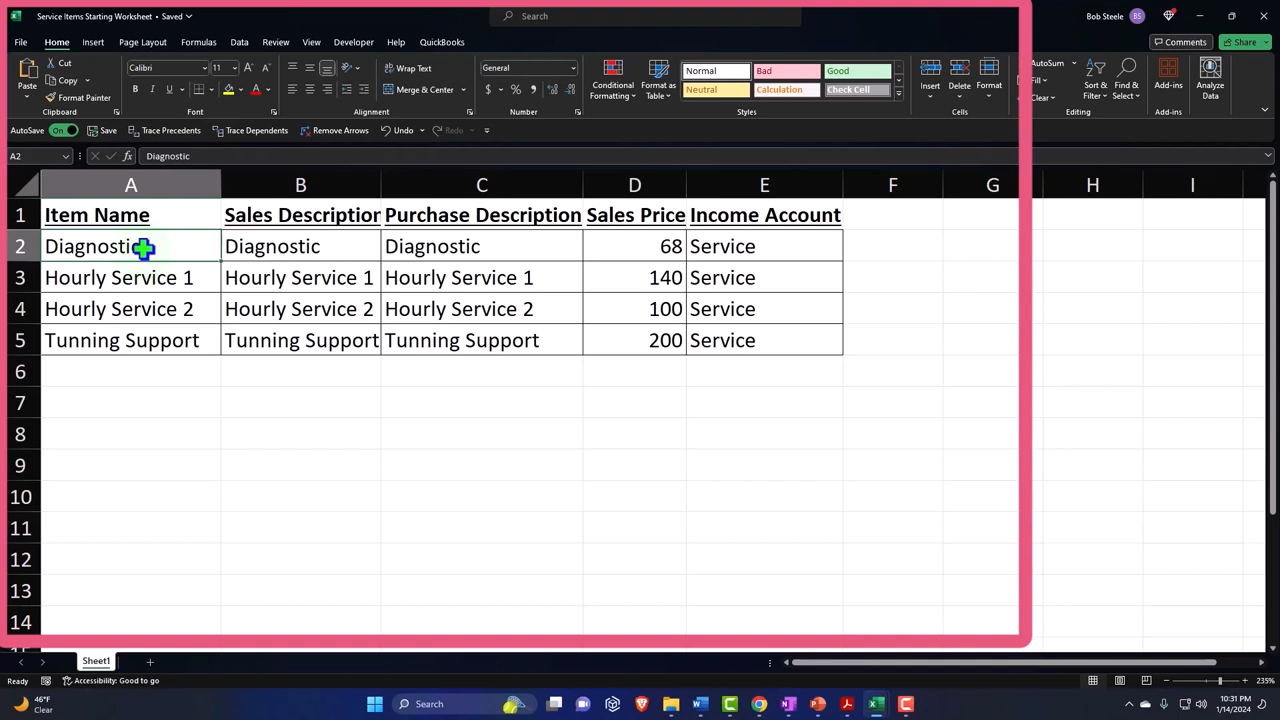 Service Items Starting Worksheet • Saved
Search
Bob Steele
BS
File Home Insert Page Layout Formulas Data Review View Developer Help QuickBooks
Comments
Share
Paste
Cut
Copy
Format Painter
Clipboard
Calibri
11
Font
Wrap Text
Merge & Center
Alignment
General
Number
Conditional Formatting
Format as Table
Normal Bad Good
Neutral Calculation Check Cell
Styles
Insert Delete Format
Cells
AutoSum
Fill
Clear
Sort & Filter
Find & Select
Editing
Add-ins
Add-ins
Analyze Data
AutoSave On Save Trace Precedents Trace Dependents Remove Arrows Undo Redo
A2 fx Diagnostic
A B C D E F G H I
1 Item Name Sales Description Purchase Description Sales Price Income Account
2 Diagnostic Diagnostic Diagnostic 68 Service
3 Hourly Service 1 Hourly Service 1 Hourly Service 1 140 Service
4 Hourly Service 2 Hourly Service 2 Hourly Service 2 100 Service
5 Tunning Support Tunning Support Tunning Support 200 Service
6
7
8
9
10
11
12
13
14
Sheet1
Ready Accessibility: Good to go 235%
46°F
Clear
Search
10:31 PM
1/14/2024